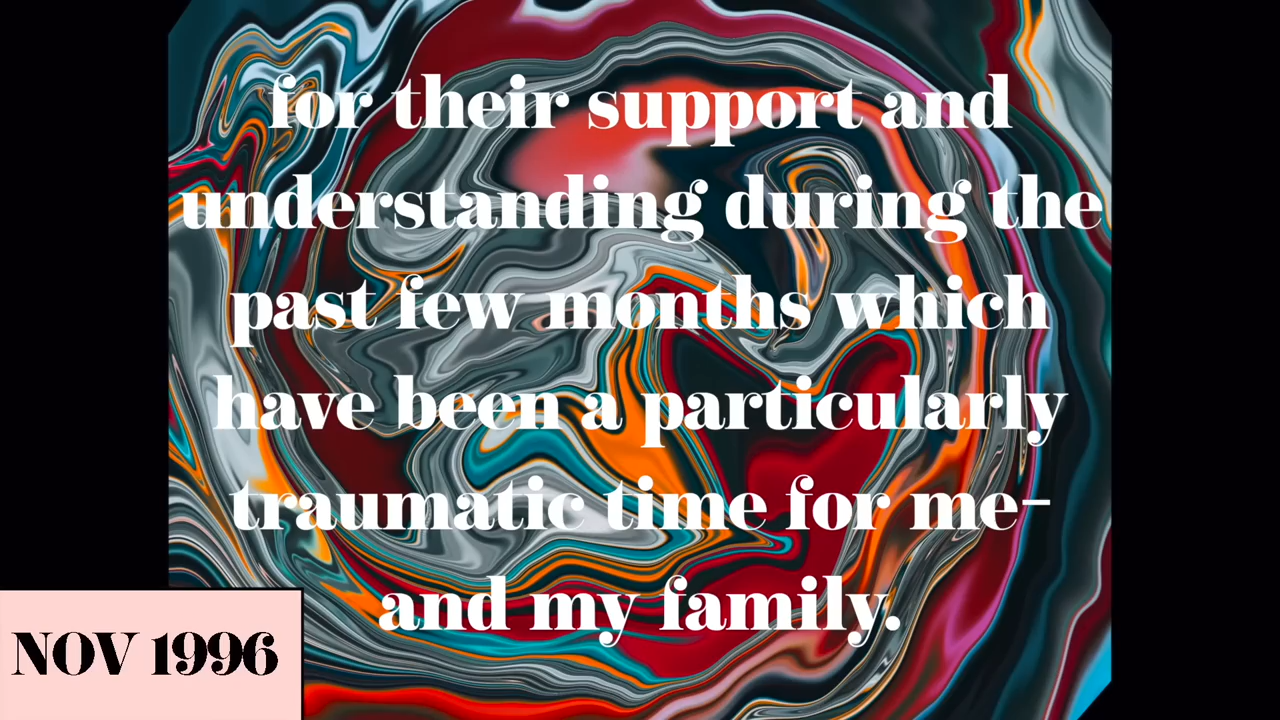 for their support and
understanding during the
past few months which
have been a particularly
traumatic time for me-
and my family.
NOV 1996